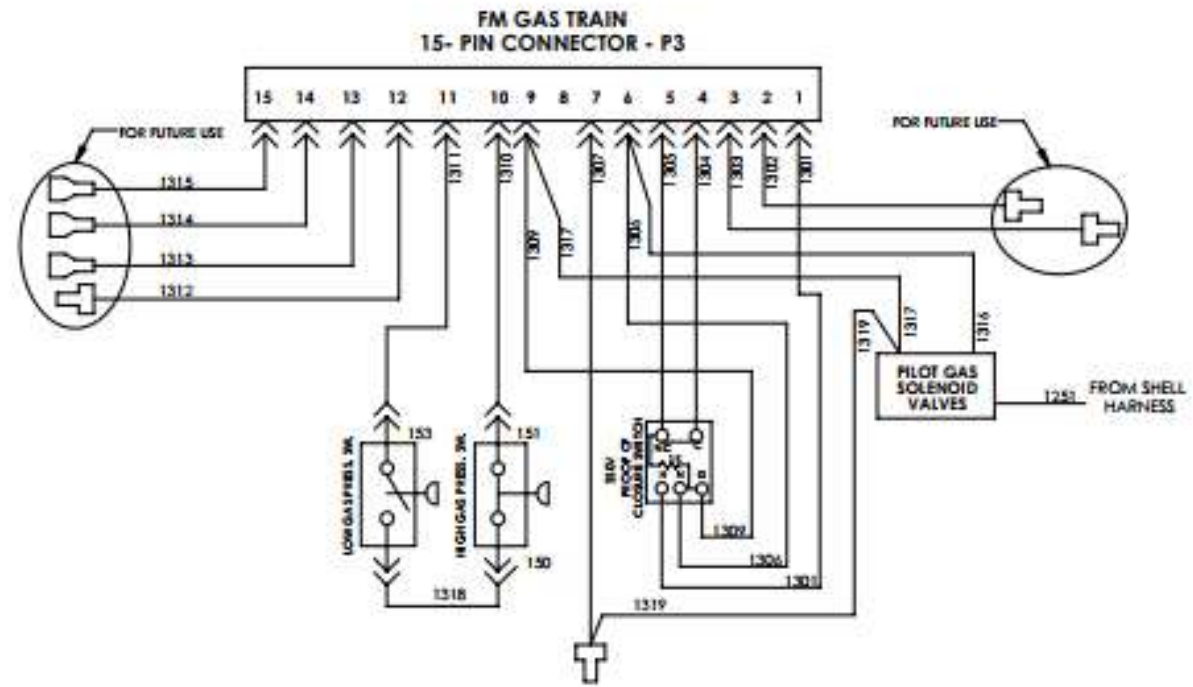 FM GAS TRAIN
15- PIN CONNECTOR - P3
15 14 13 12 11 10 9 8 7 6 5 4 3 2 1
FOR FUTURE USE
FOR FUTURE USE
1311
1310
1307
1305
1304
1303
1302
1301
1315
1314
1313
1312
1309
1317
1306
1319
1317
1316
PILOT GAS
SOLENOID
VALVES
1251
FROM SHELL
HARNESS
153
151
LOW GAS PRESS. SW.
HIGH GAS PRESS. SW.
PROOF OF
CLOSURE SWITCH
1309
150
1306
1301
1318
1319